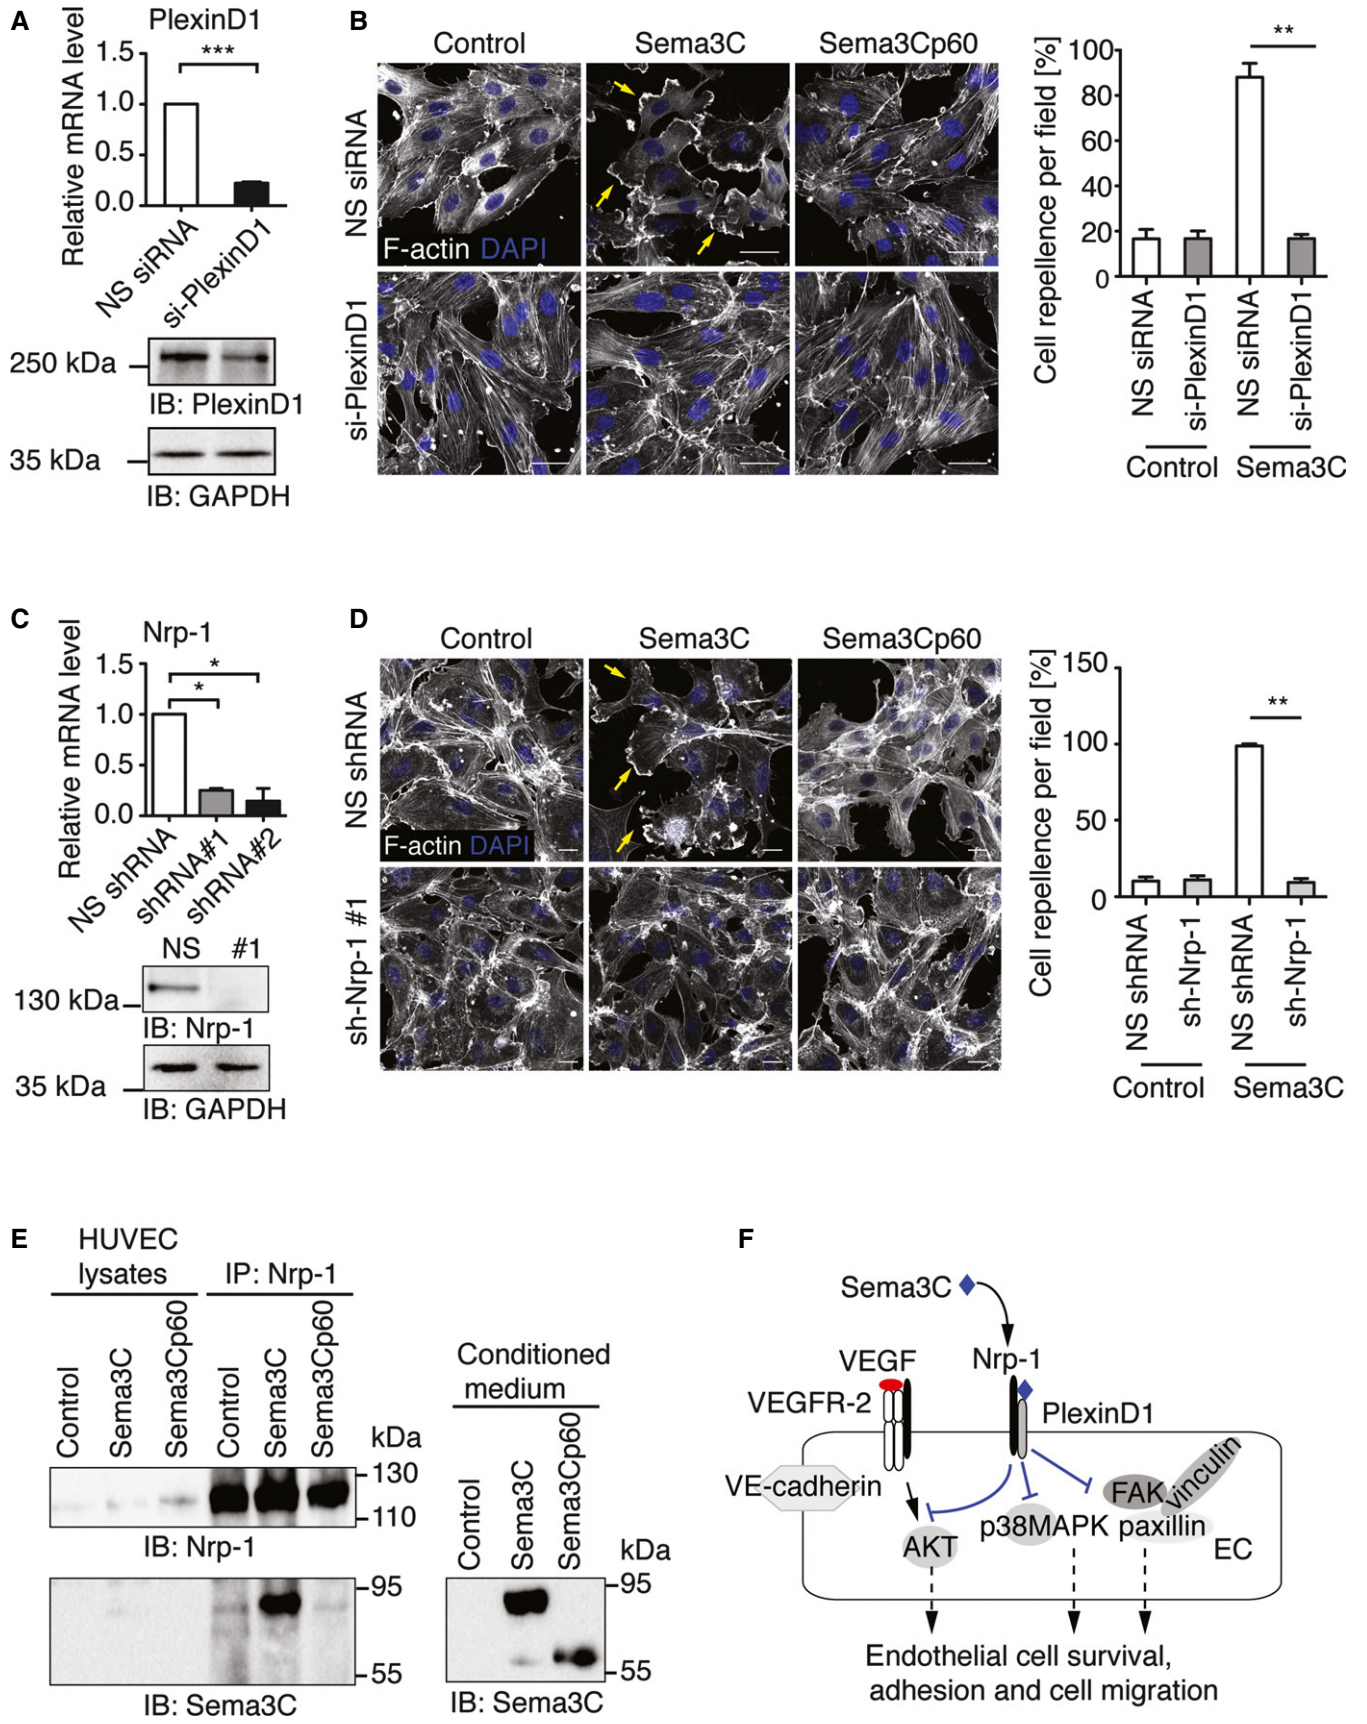 A
PlexinD1
Relative mRNA level
1.5
1.0
0.5
0.0
***
NS siRNA
si-PlexinD1
250 kDa
IB: PlexinD1
35 kDa
IB: GAPDH
B
Control
Sema3C
Sema3Cp60
NS siRNA
F-actin DAPI
si-PlexinD1
Cell repellence per field [%]
100
80
60
40
20
0
**
NS siRNA
si-PlexinD1
NS siRNA
si-PlexinD1
Control
Sema3C
C
Nrp-1
Relative mRNA level
1.5
1.0
0.5
0.0
*
*
NS shRNA
shRNA#1
shRNA#2
NS
#1
130 kDa
IB: Nrp-1
35 kDa
IB: GAPDH
D
Control
Sema3C
Sema3Cp60
NS shRNA
F-actin DAPI
sh-Nrp-1 #1
Cell repellence per field [%]
150
100
50
0
**
NS shRNA
sh-Nrp-1
NS shRNA
sh-Nrp-1
Control
Sema3C
E
HUVEC
lysates
IP: Nrp-1
Control
Sema3C
Sema3Cp60
Control
Sema3C
Sema3Cp60
kDa
130
110
IB: Nrp-1
95
55
IB: Sema3C
Conditioned
medium
Control
Sema3C
Sema3Cp60
kDa
95
55
IB: Sema3C
F
Sema3C
VEGF
Nrp-1
VEGFR-2
PlexinD1
VE-cadherin
FAK
vinculin
AKT
p38MAPK
paxillin
EC
Endothelial cell survival,
adhesion and cell migration